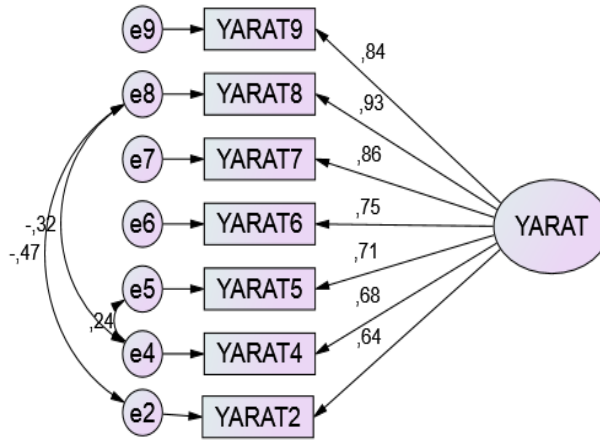 e9 YARAT9
,84
e8 YARAT8
,93
e7 YARAT7
,86
e6 YARAT6
,75
YARAT
-,32
-,47
e5 YARAT5
,71
,24
e4 YARAT4
,68
,64
e2 YARAT2